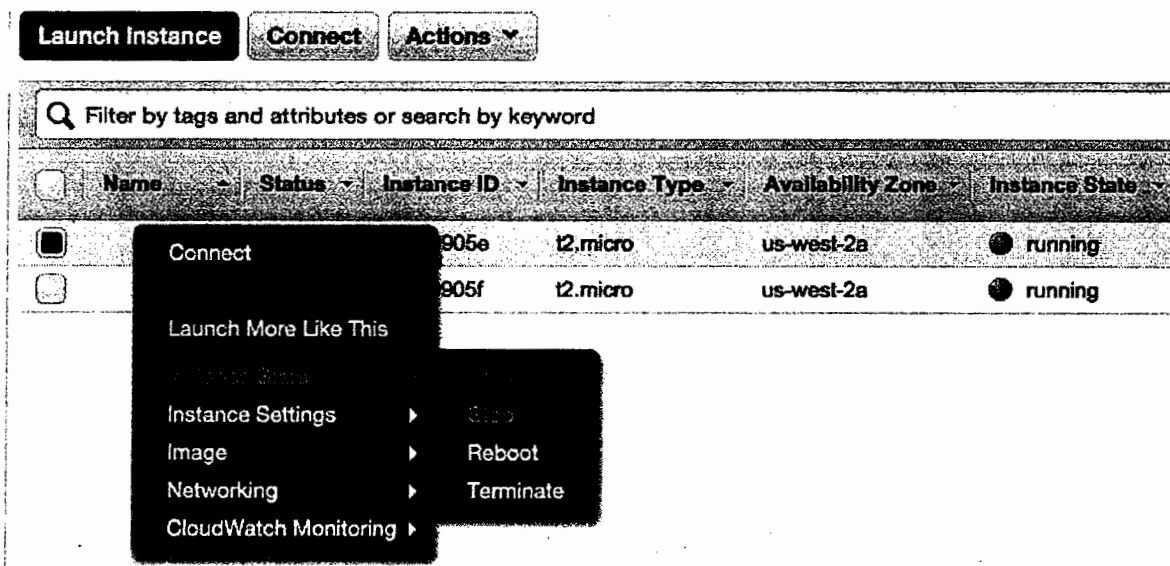 Launch Instance Connect Actions
Filter by tags and attributes or search by keyword
Name Status Instance ID Instance Type Availability Zone Instance State
905e t2.micro us-west-2a running
905f t2.micro us-west-2a running
Connect
Launch More Like This
State
Instance Settings Stop
Image Reboot
Networking Terminate
CloudWatch Monitoring